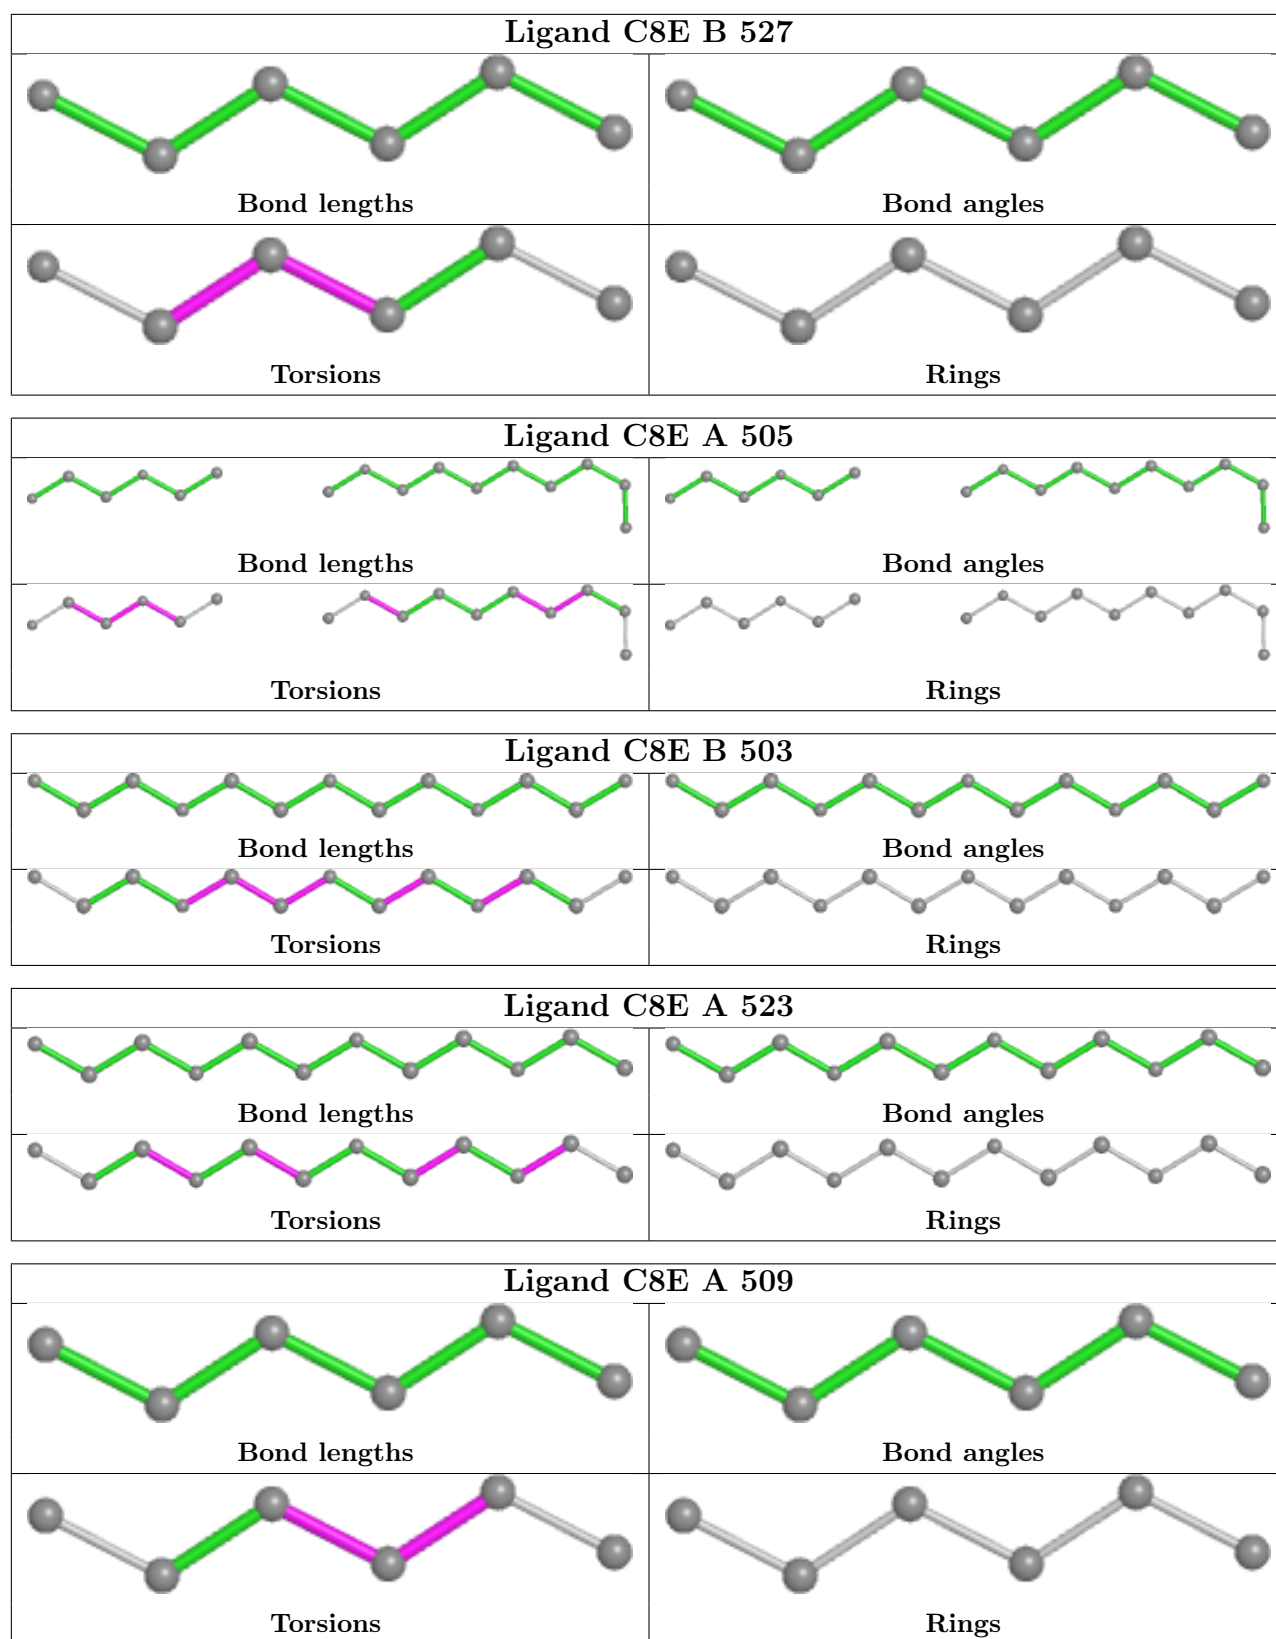 Ligand C8E B 527
Bond lengths Bond angles
Torsions Rings
Ligand C8E A 505
Bond lengths Bond angles
Torsions Rings
Ligand C8E B 503
Bond lengths Bond angles
Torsions Rings
Ligand C8E A 523
Bond lengths Bond angles
Torsions Rings
Ligand C8E A 509
Bond lengths Bond angles
Torsions Rings